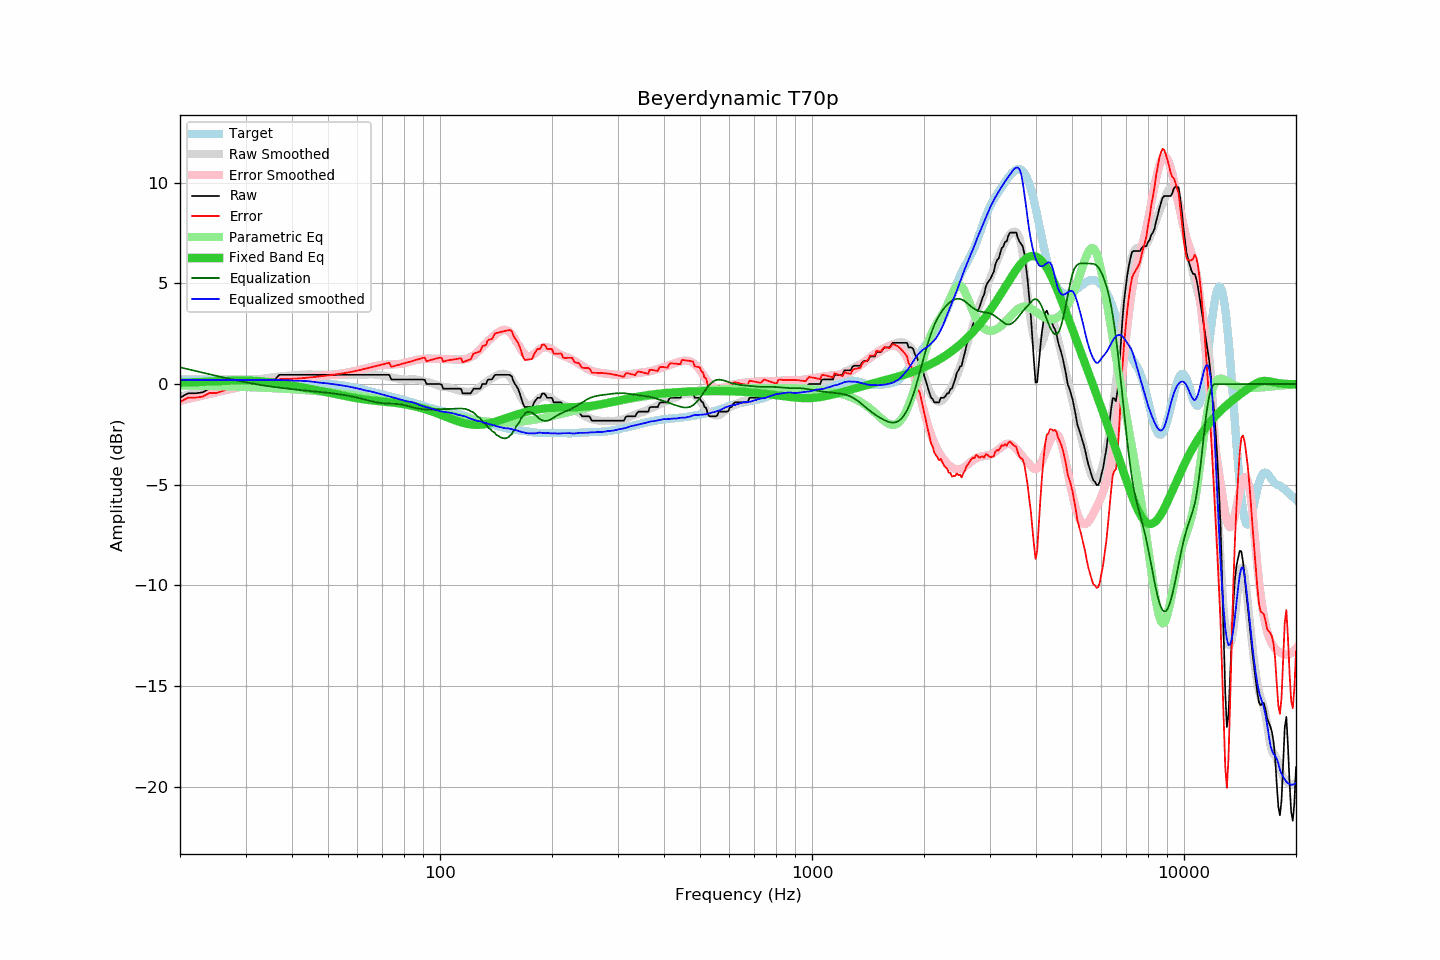 Beyerdynamic T70p
Target
Raw Smoothed
Error Smoothed
Raw
Error
Parametric Eq
Fixed Band Eq
Equalization
Equalized smoothed
10
5
0
−5
−10
−15
−20
Amplitude (dBr)
100
1000
10000
Frequency (Hz)